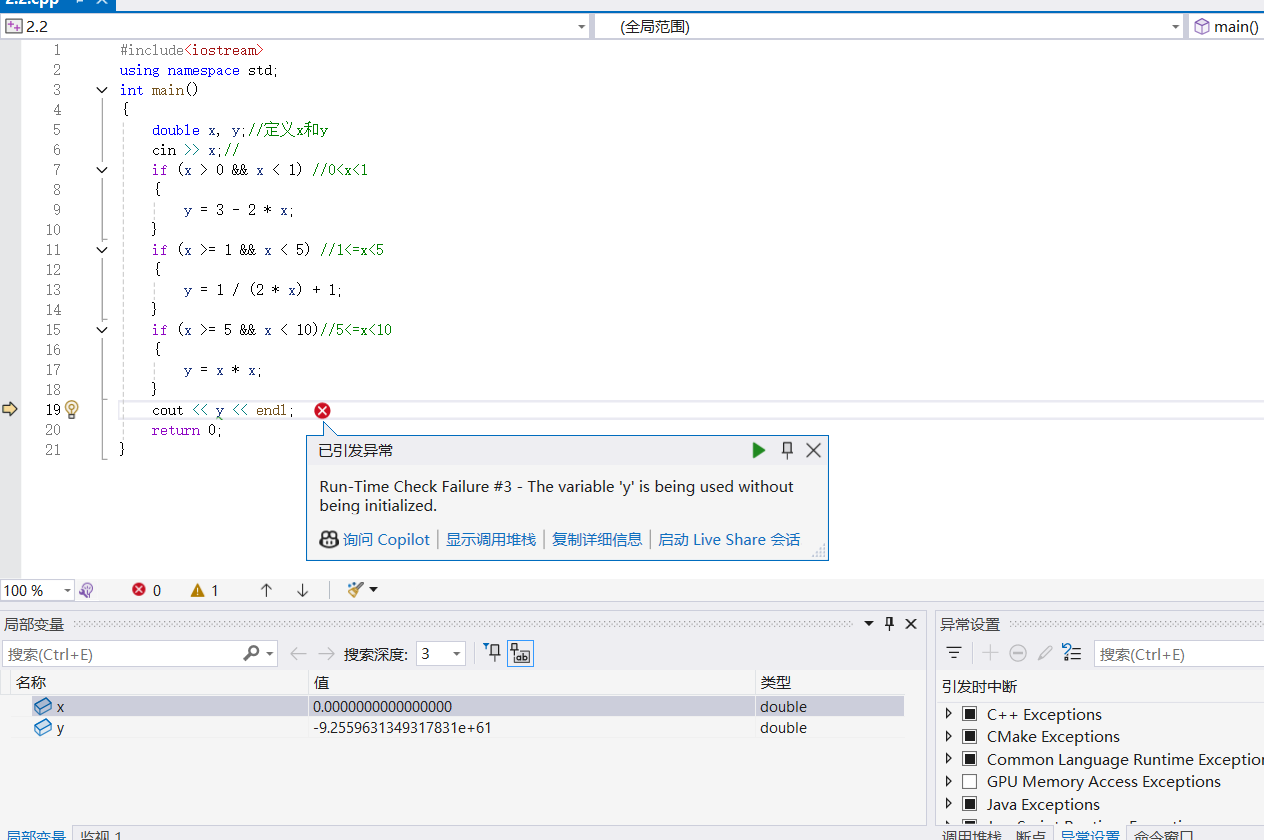 2.2.cpp
2.2 (全局范围) main()
1 #include<iostream>
2 using namespace std;
3 int main()
4 {
5 double x, y;//定义x和y
6 cin >> x;//
7 if (x > 0 && x < 1) //0<x<1
8 {
9 y = 3 - 2 * x;
10 }
11 if (x >= 1 && x < 5) //1<=x<5
12 {
13 y = 1 / (2 * x) + 1;
14 }
15 if (x >= 5 && x < 10)//5<=x<10
16 {
17 y = x * x;
18 }
19 cout << y << endl;
20 return 0;
21 }
已引发异常
Run-Time Check Failure #3 - The variable 'y' is being used without
being initialized.
询问 Copilot | 显示调用堆栈 | 复制详细信息 | 启动 Live Share 会话
100 % 0 1
局部变量
搜索(Ctrl+E) 搜索深度: 3
名称 值 类型
x 0.0000000000000000 double
y -9.2559631349317831e+61 double
局部变量 监视 1
异常设置
搜索(Ctrl+E)
引发时中断
C++ Exceptions
CMake Exceptions
Common Language Runtime Exceptio
GPU Memory Access Exceptions
Java Exceptions
调用堆栈 断点 异常设置 命令窗口